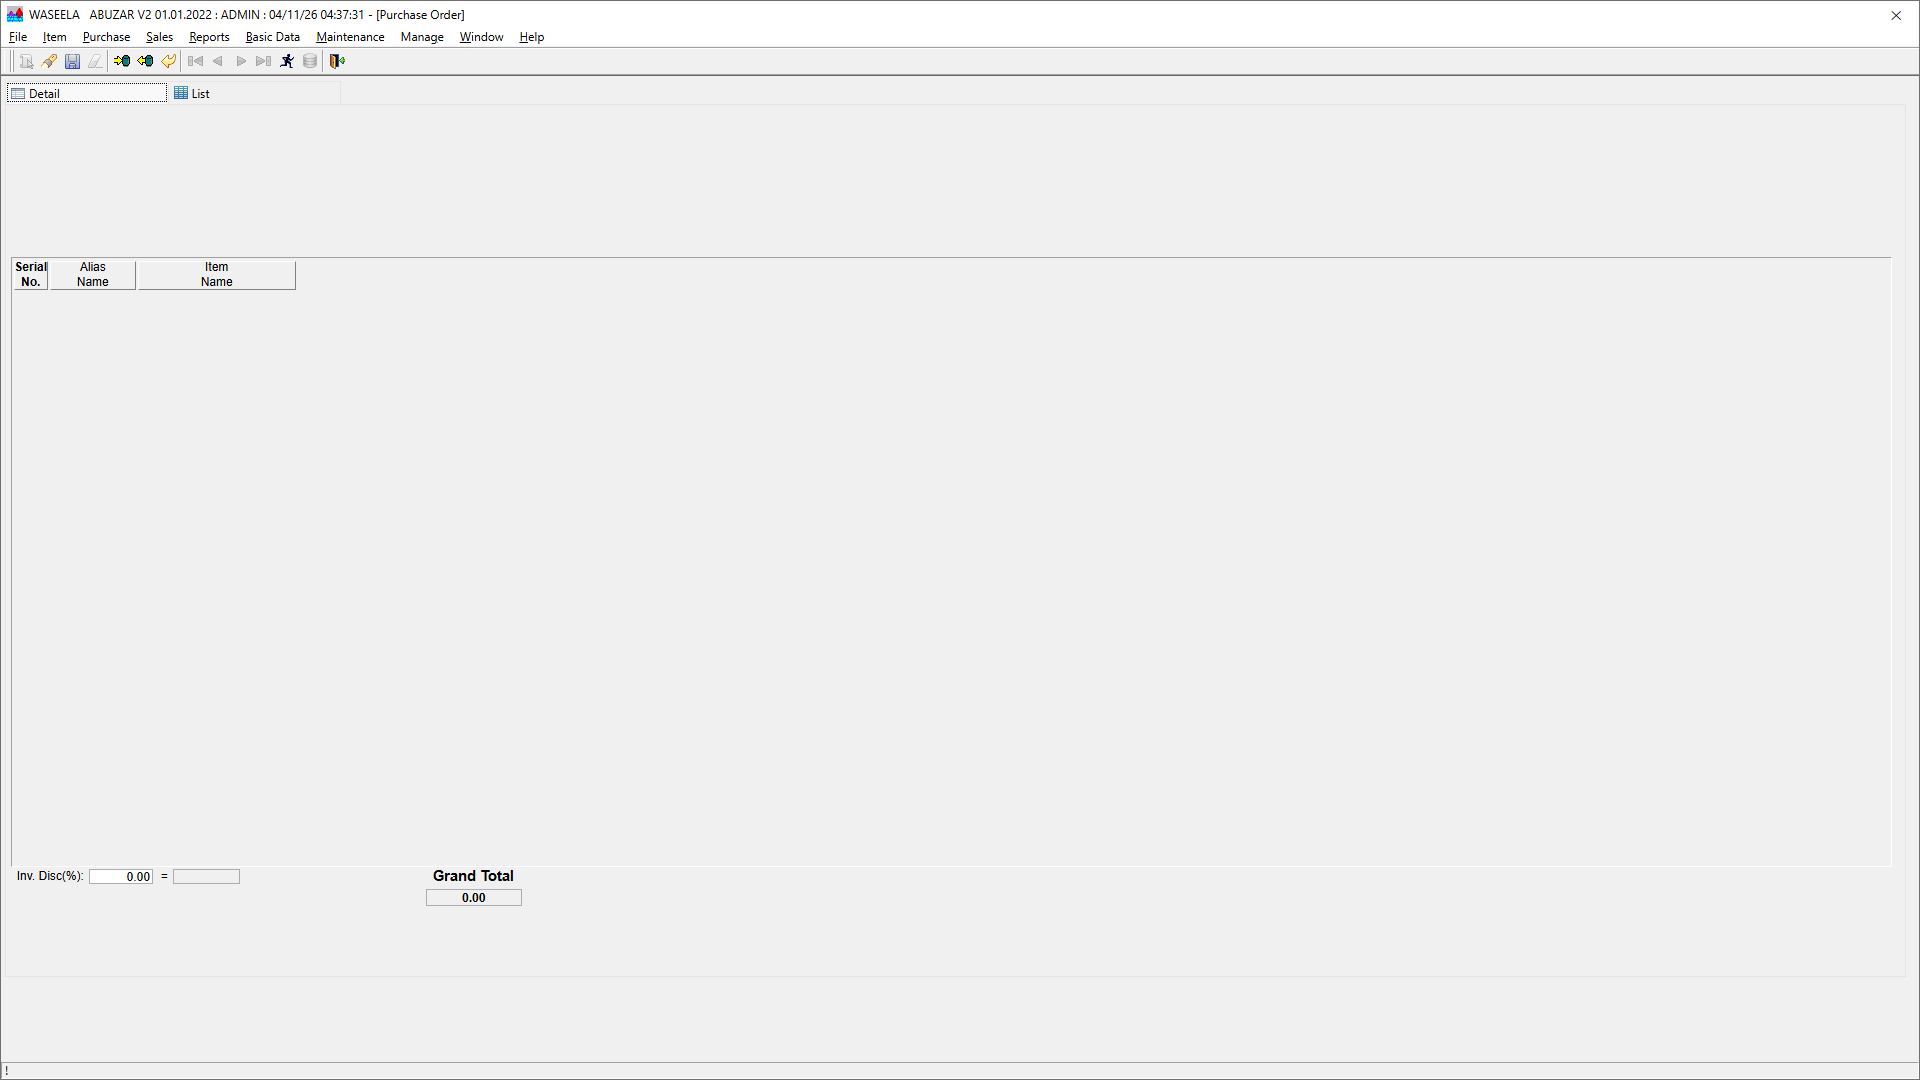 WASEELA ABUZAR V2 01.01.2022 : ADMIN : 04/11/26 04:37:31 - [Purchase Order]
File Item Purchase Sales Reports Basic Data Maintenance Manage Window Help
Detail List
Serial No. Alias Name Item Name
Inv. Disc(%): 0.00 =
Grand Total
0.00
!